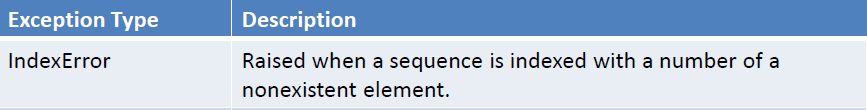 Exception Type Description
IndexError Raised when a sequence is indexed with a number of a
nonexistent element.